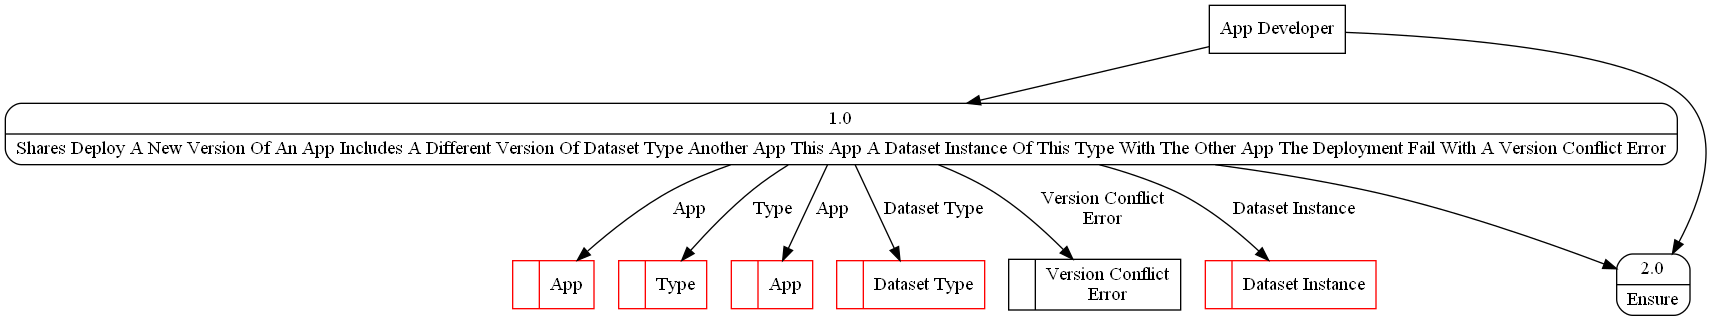 App Developer
1.0
Shares Deploy A New Version Of An App Includes A Different Version Of Dataset Type Another App This App A Dataset Instance Of This Type With The Other App The Deployment Fail With A Version Conflict Error
App
Type
App
Dataset Type
Version Conflict
Error
Dataset Instance
App
Type
App
Dataset Type
Version Conflict
Error
Dataset Instance
2.0
Ensure